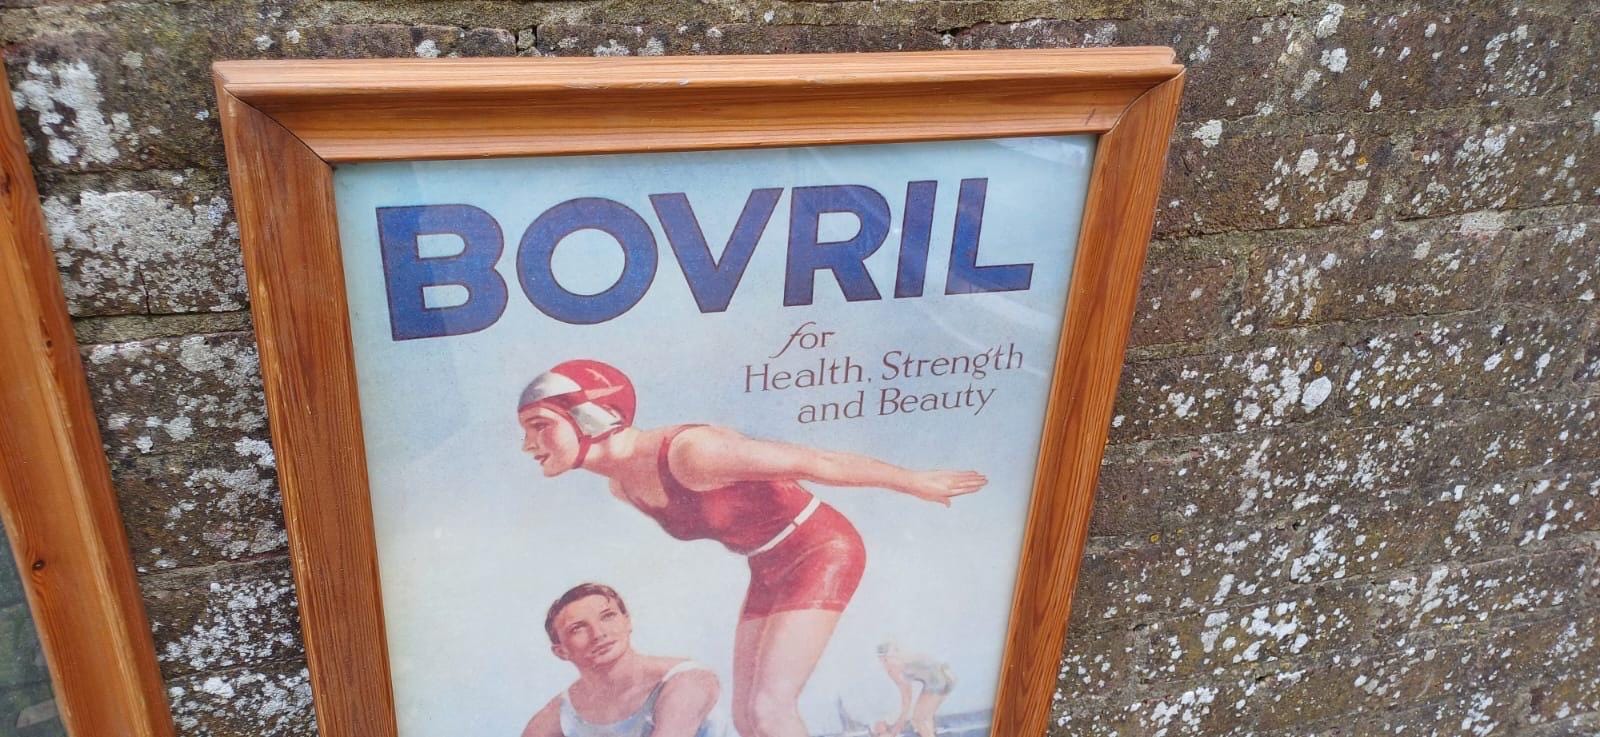 BOVRIL
for
Health, Strength
and Beauty